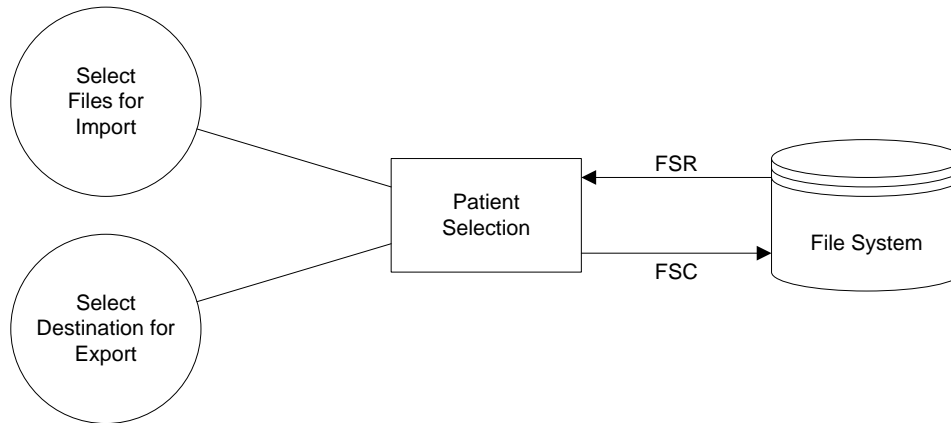 Select
Files for
Import
Patient
Selection
FSR
FSC
File System
Select
Destination for
Export